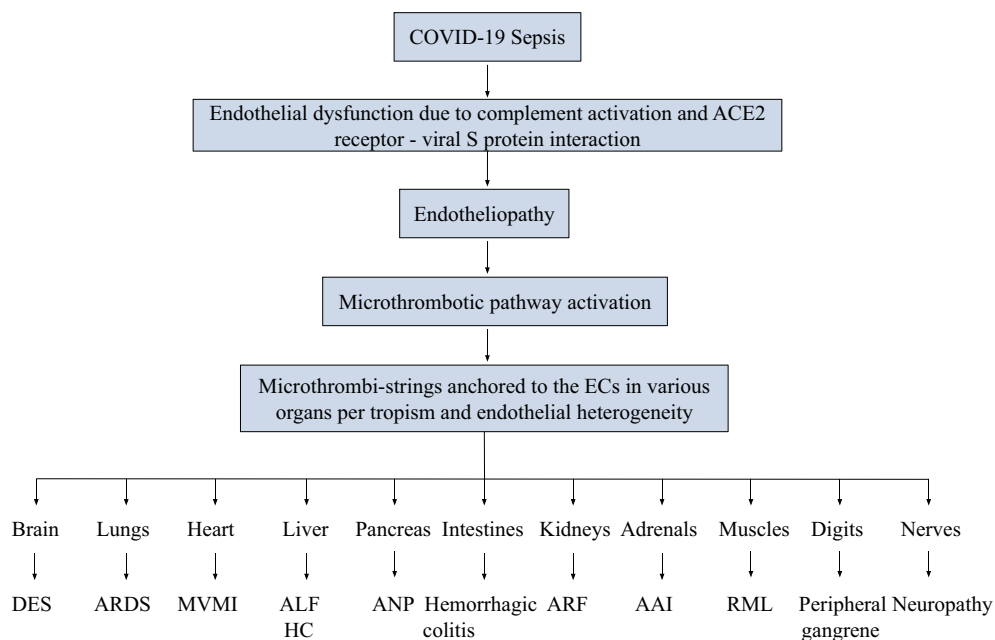 COVID-19 Sepsis
Endothelial dysfunction due to complement activation and ACE2
receptor - viral S protein interaction
Endotheliopathy
Microthrombotic pathway activation
Microthrombi-strings anchored to the ECs in various
organs per tropism and endothelial heterogeneity
Brain Lungs Heart Liver Pancreas Intestines Kidneys Adrenals Muscles Digits Nerves
DES ARDS MVMI ALF ANP Hemorrhagic ARF AAI RML Peripheral Neuropathy
HC colitis gangrene